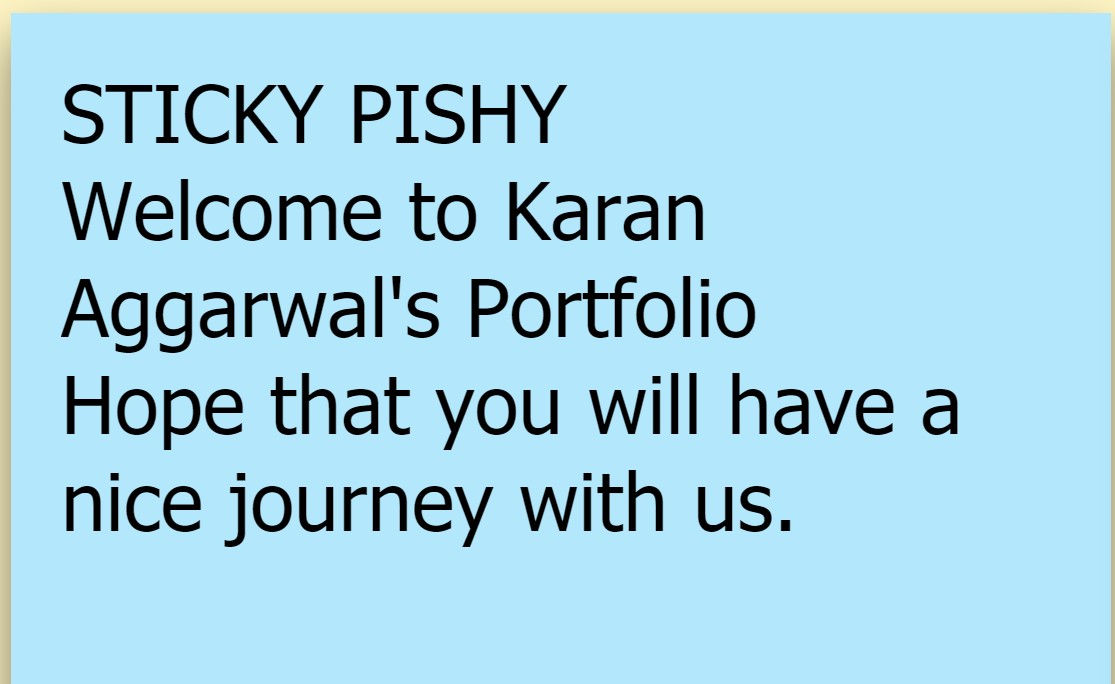 STICKY PISHY
Welcome to Karan
Aggarwal's Portfolio
Hope that you will have a
nice journey with us.